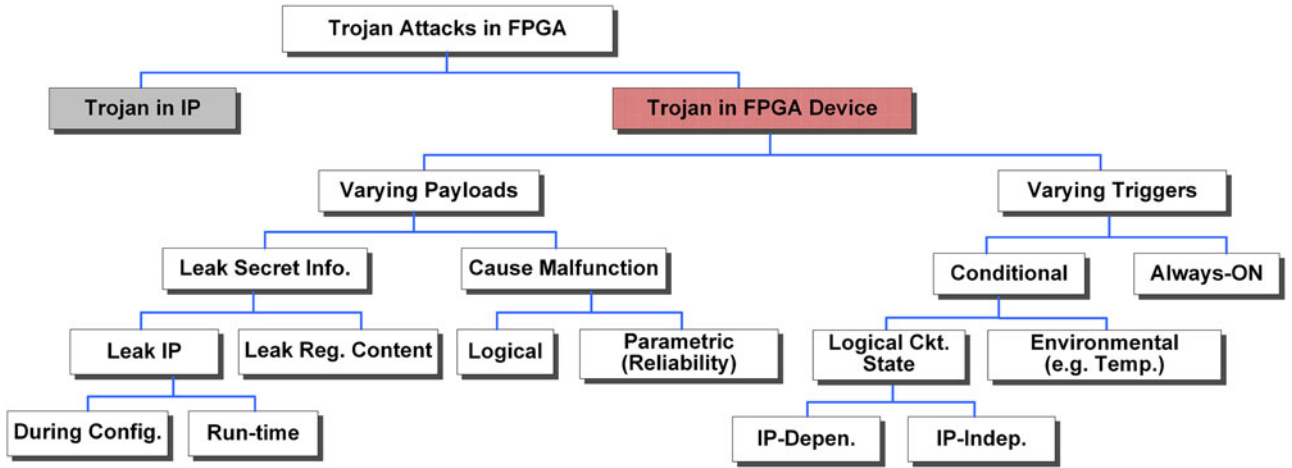 Trojan Attacks in FPGA
Trojan in IP
Trojan in FPGA Device
Varying Payloads
Varying Triggers
Leak Secret Info.
Cause Malfunction
Conditional
Always-ON
Leak IP
Leak Reg. Content
Logical
Parametric
(Reliability)
Logical Ckt.
State
Environmental
(e.g. Temp.)
During Config.
Run-time
IP-Depen.
IP-Indep.